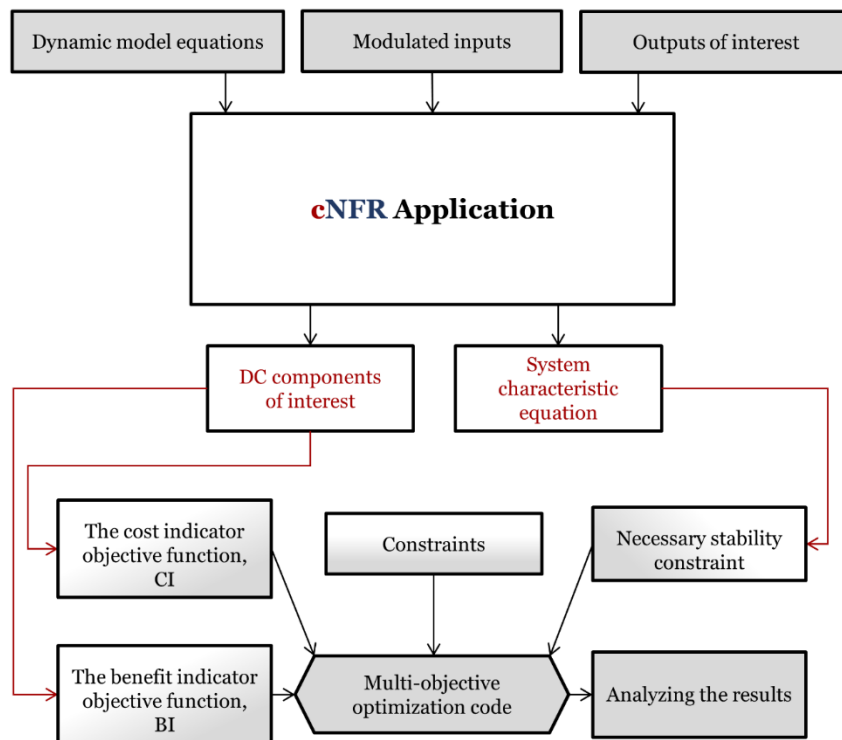 Dynamic model equations
Modulated inputs
Outputs of interest
cNFR Application
DC components
of interest
System
characteristic
equation
The cost indicator
objective function,
CI
Constraints
Necessary stability
constraint
The benefit indicator
objective function,
BI
Multi-objective
optimization code
Analyzing the results